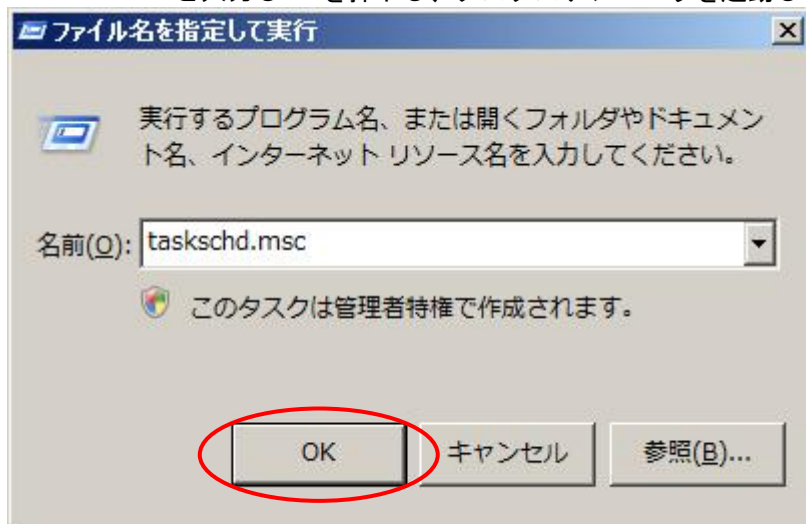 ファイル名を指定して実行
実行するプログラム名、または開くフォルダやドキュメン
ト名、インターネット リソース名を入力してください。
名前(O): taskschd.msc
このタスクは管理者特権で作成されます。
OK キャンセル 参照(B)...